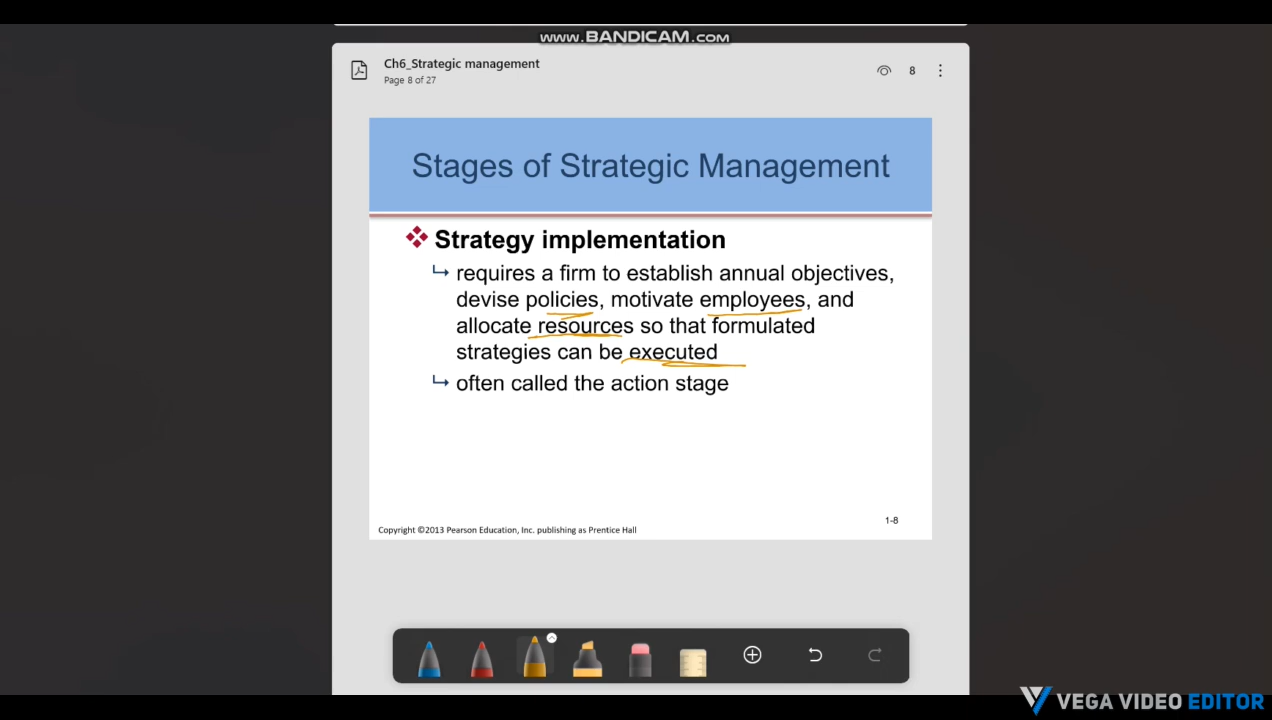 www.BANDICAM.com
Ch6_Strategic management
8
Page 8 of 27
Stages of Strategic Management
Strategy implementation
requires a firm to establish annual objectives,
devise policies, motivate employees, and
allocate resources so that formulated
strategies can be executed
often called the action stage
1-8
Copyright ©2013 Pearson Education, Inc. publishing as Prentice Hall
VEGA VIDEO EDITOR